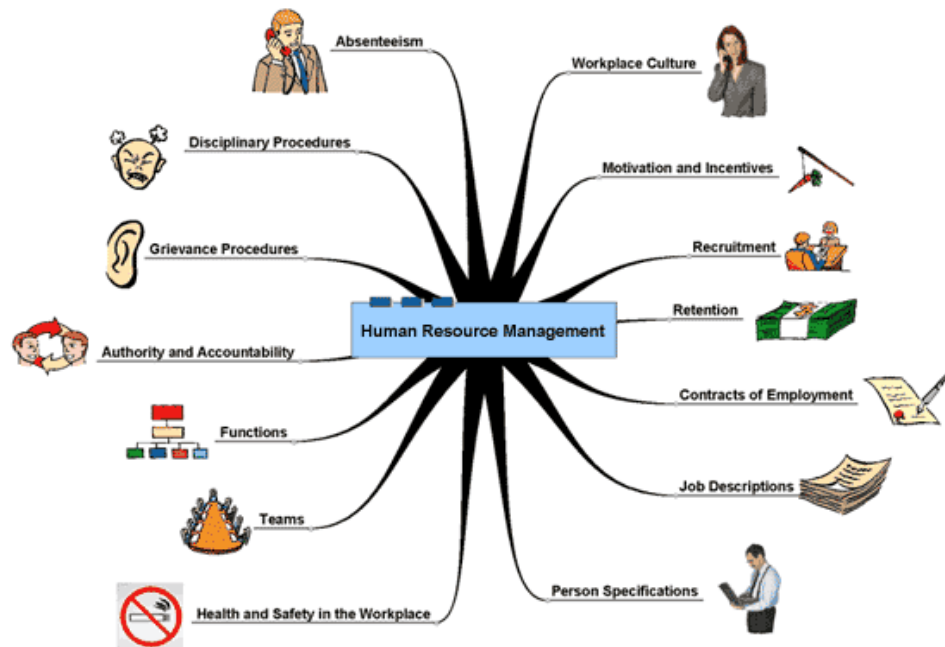 Absenteeism
Workplace Culture
Disciplinary Procedures
Motivation and Incentives
Grievance Procedures
Recruitment
Retention
Human Resource Management
Authority and Accountability
Contracts of Employment
Functions
Job Descriptions
Teams
Person Specifications
Health and Safety in the Workplace